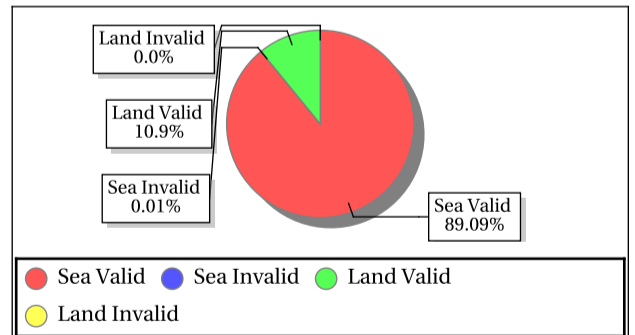 Land Invalid
0.0%
Land Valid
10.9%
Sea Invalid
0.01%
Sea Valid
89.09%
Sea Valid Sea Invalid Land Valid
Land Invalid